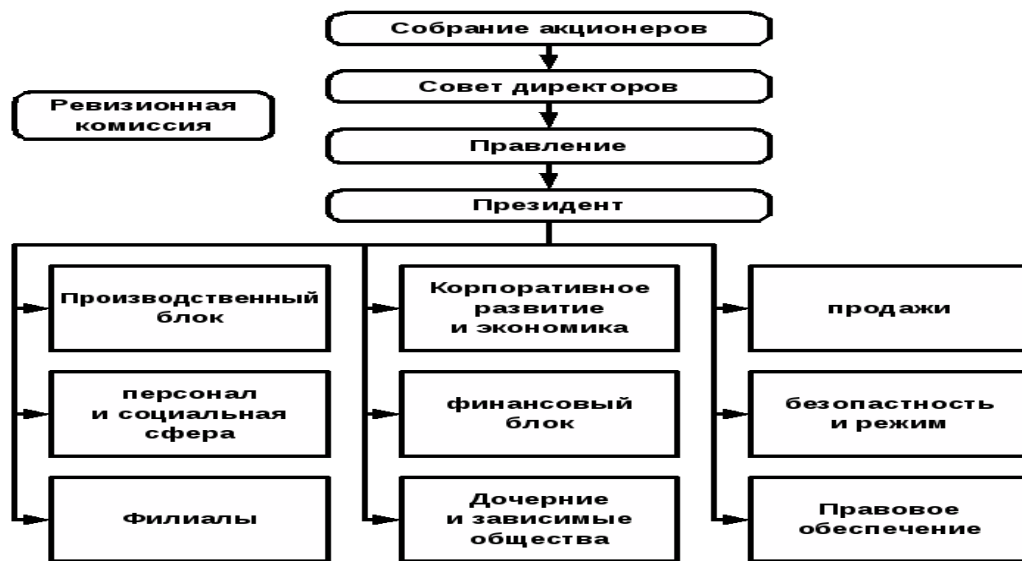 Собрание акционеров
Совет директоров
Ревизионная
комиссия
Правление
Президент
Производственный
блок
Корпоративное
развитие
и экономика
продажи
персонал
и социальная
сфера
финансовый
блок
безопастность
и режим
Филиалы
Дочерние
и зависимые
общества
Правовое
обеспечение